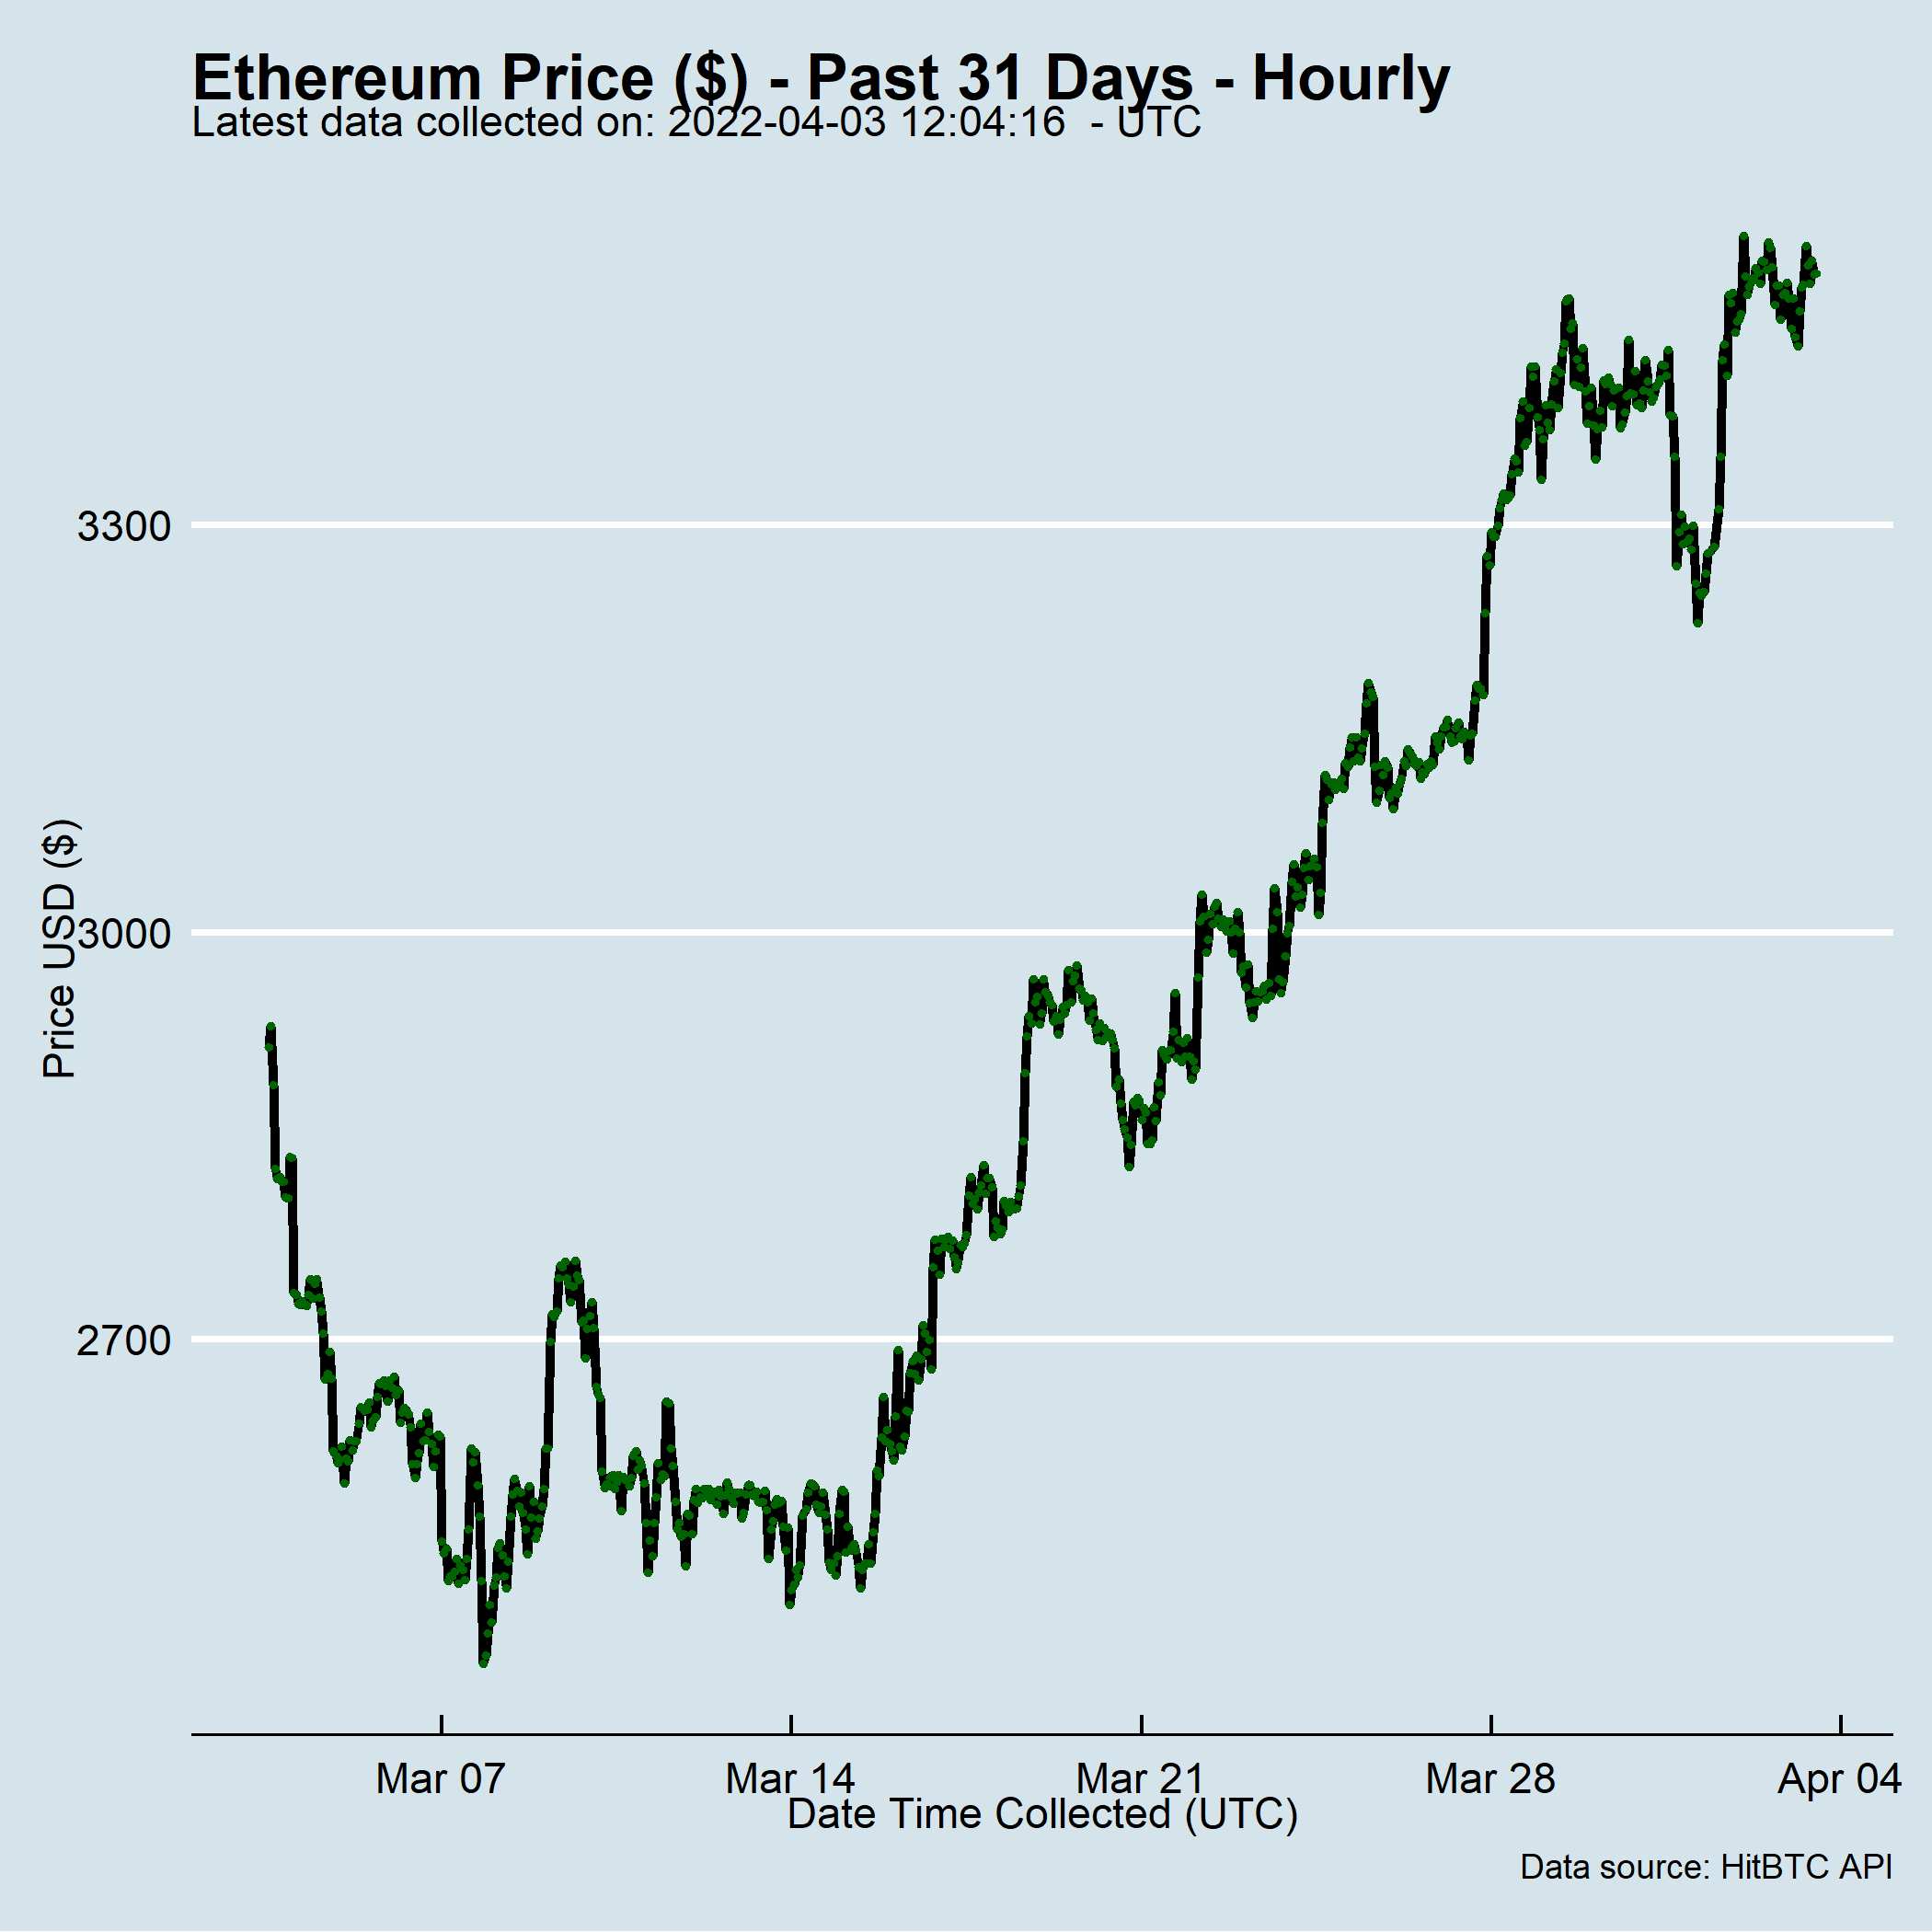 Ethereum Price ($) - Past 31 Days - Hourly
Latest data collected on: 2022-04-03 12:04:16  - UTC
3300
3000
2700
Price USD ($)
Mar 07 Mar 14 Mar 21 Mar 28 Apr 04
Date Time Collected (UTC)
Data source: HitBTC API